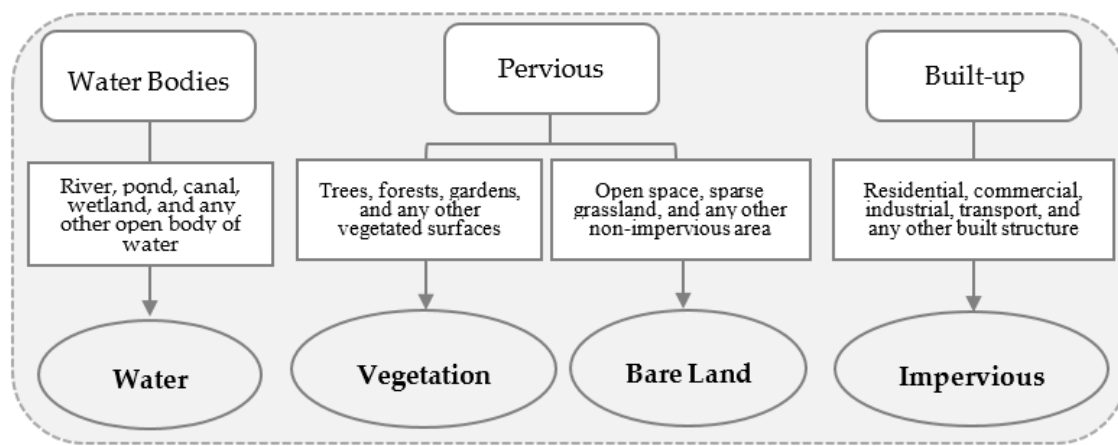 Water Bodies
Pervious
Built-up
River, pond, canal,
wetland, and any
other open body of
water
Trees, forests, gardens,
and any other
vegetated surfaces
Open space, sparse
grassland, and any other
non-impervious area
Residential, commercial,
industrial, transport, and
any other built structure
Water
Vegetation
Bare Land
Impervious